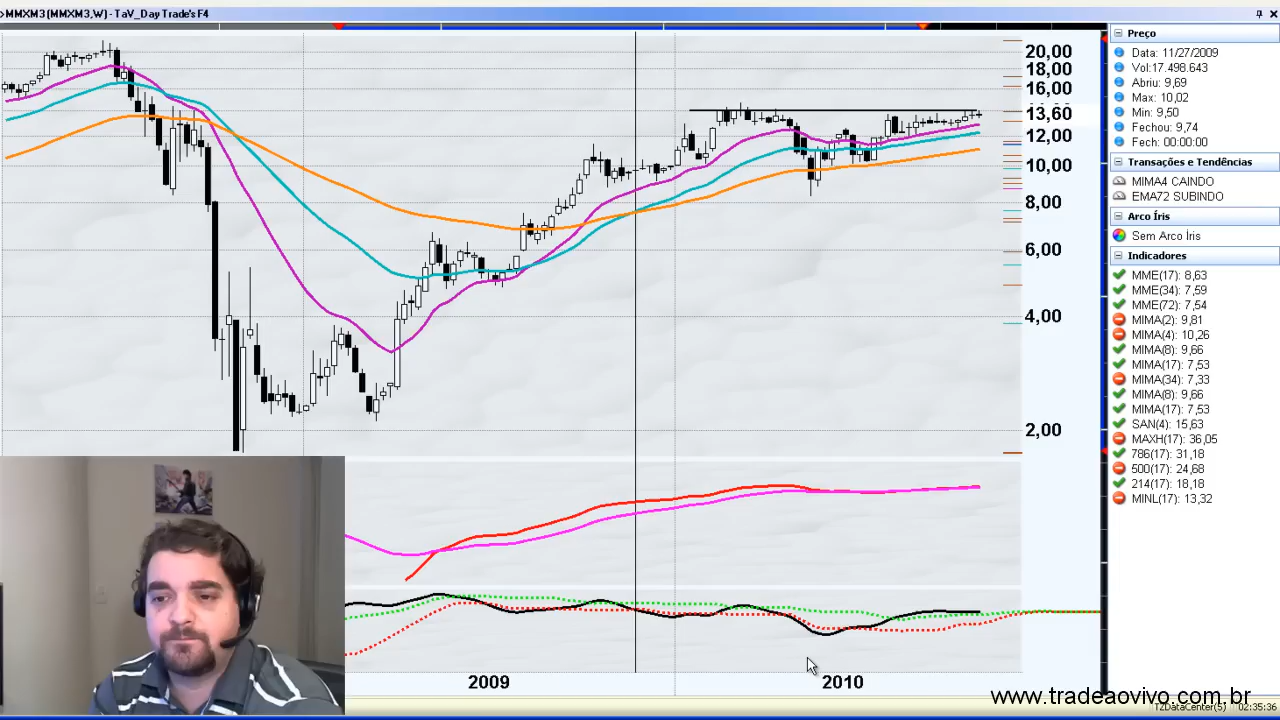 MMXM3 (MMXM3,W) - TaV_Day Trade's F4
20,00
18,00
16,00
13,60
12,00
10,00
8,00
6,00
4,00
2,00
2009
2010
Preço
Data: 11/27/2009
Vol:17.498.643
Abriu: 9,69
Max: 10,02
Min: 9,50
Fechou: 9,74
Fech: 00:00:00
Transações e Tendências
MIMA4 CAINDO
EMA72 SUBINDO
Arco Íris
Sem Arco Íris
Indicadores
MME(17): 8,63
MME(34): 7,59
MME(72): 7,54
MIMA(2): 9,81
MIMA(4): 10,26
MIMA(8): 9,66
MIMA(17): 7,53
MIMA(34): 7,33
MIMA(8): 9,66
MIMA(17): 7,53
SAN(4): 15,63
MAXH(17): 36,05
786(17): 31,18
500(17): 24,68
214(17): 18,18
MINL(17): 13,32
www.tradeaovivo.com.br
TZDataCenter(5) 02:35:36